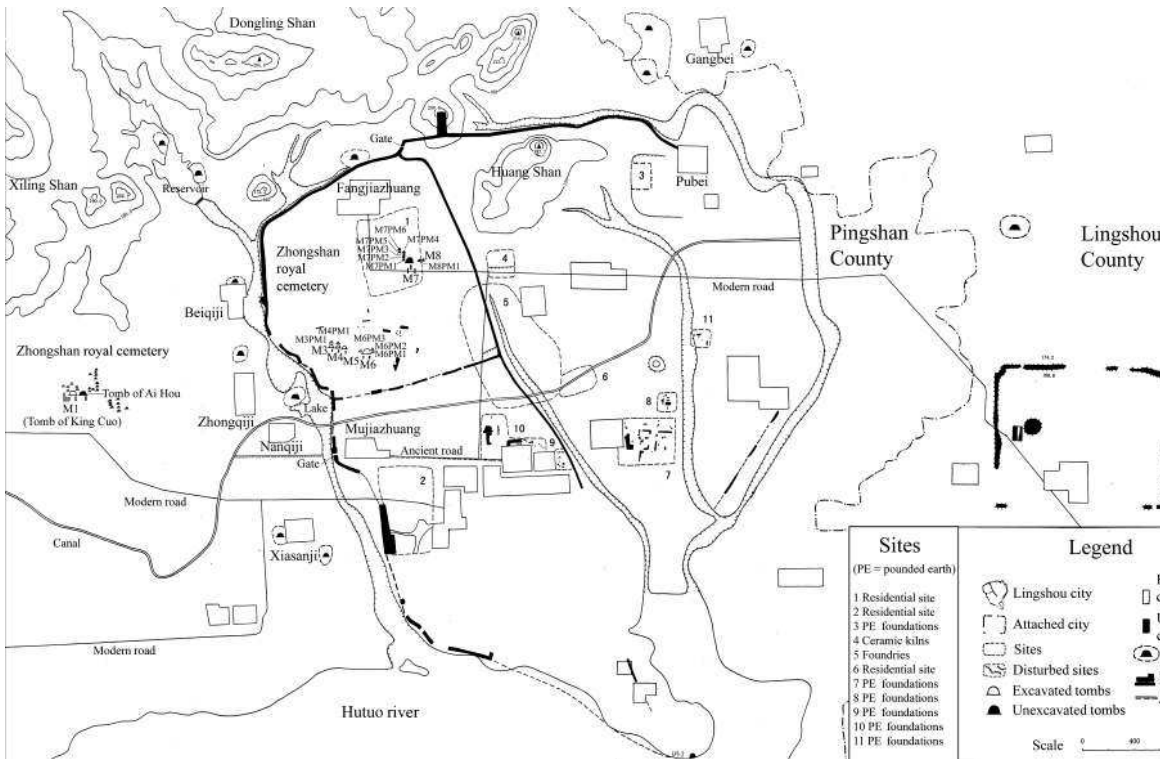 Dongling Shan
Gangbei
Gate
Huang Shan
Xiling Shan
Reservoir
Fangjiazhuang
3
Pubei
1
M7PM6
M7PM5
M7PM4
M7PM3
M7PM2
M8
M7PM1
M8PM1
M7
Zhongshan
royal
cemetery
4
Pingshan
County
Lingshou
County
Modern road
5
Beiqiji
M4PM1
M3PM1
M6PM3
M3
M6PM2
M4
M6PM1
M5
M6
11
Zhongshan royal cemetery
Tomb of Ai Hou
M1
(Tomb of King Cuo)
6
Zhongqiji
Lake
8
Nanqiji
Mujiazhuang
10
9
Ancient road
Gate
2
7
Modern road
Canal
Xiasanji
Modern road
Hutuo river
Sites
(PE = pounded earth)
1 Residential site
2 Residential site
3 PE foundations
4 Ceramic kilns
5 Foundries
6 Residential site
7 PE foundations
8 PE foundations
9 PE foundations
10 PE foundations
11 PE foundations
Legend
Lingshou city
Attached city
Sites
Disturbed sites
Excavated tombs
Unexcavated tombs
Scale
0
400